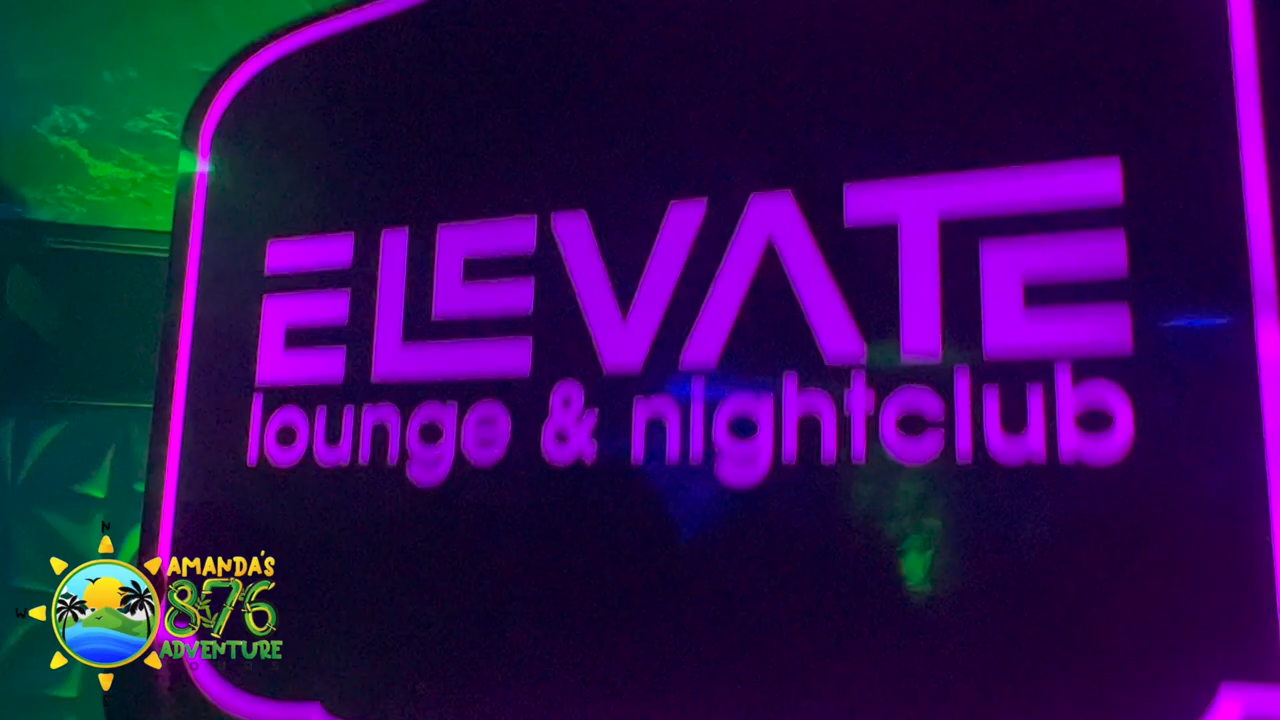 ELEVATE
lounge & nightclub
N
W
AMANDA'S
876
ADVENTURE